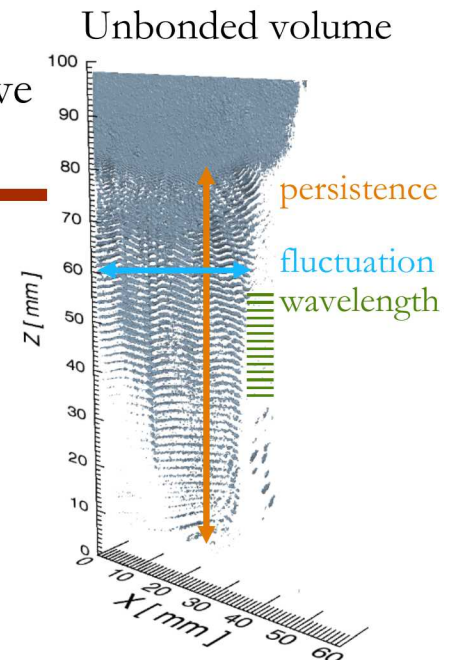 Unbonded volume
ve
100
90
80
persistence
70
fluctuation
60
wavelength
50
Z [ mm ]
40
30
20
10
0
0
10
20
30
40
50
60
X [ mm ]